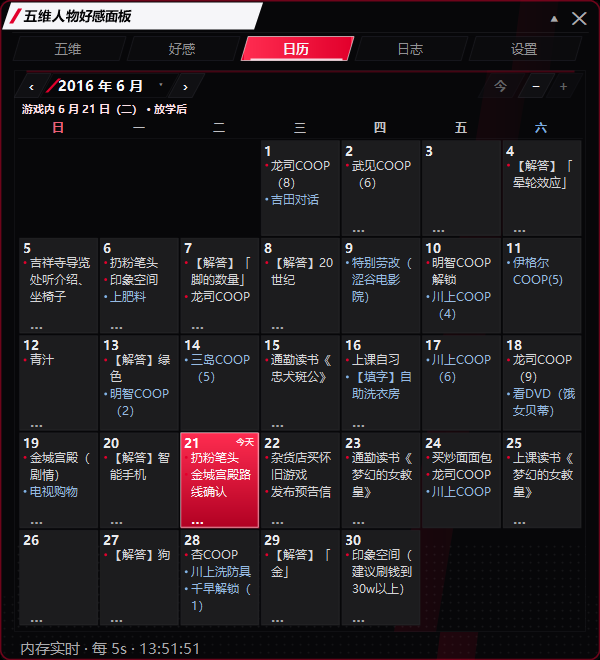 五维人物好感面板
五维 好感 日历 日志 设置
‹ 2016 年 6 月 › 今 − +
游戏内 6 月 21 日（二） • 放学后
日 一 二 三 四 五 六
1
• 龙司COOP
（8）
• 吉田对话
2
• 武见COOP
（6）
...
3
...
4
• 【解答】「
晕轮效应」
...
5
• 吉祥寺导览
处听介绍、
坐椅子
...
6
• 扔粉笔头
• 印象空间
• 上肥料
...
7
• 【解答】「
脚的数量」
• 龙司COOP
...
8
• 【解答】20
世纪
...
9
• 特别劳改（
涩谷电影
院）
10
• 明智COOP
解锁
• 川上COOP
（4）
11
• 伊格尔
COOP(5)
12
• 青汁
...
13
• 【解答】绿
色
• 明智COOP
（2）
14
• 三岛COOP
（5）
15
• 通勤读书《
忠犬斑公》
...
16
• 上课自习
• 【填字】自
助洗衣房
...
17
• 川上COOP
（6）
18
• 龙司COOP
（9）
• 看DVD（饿
女贝蒂）
19
• 金城宫殿（
剧情）
• 电视购物
...
20
• 【解答】智
能手机
...
21 今天
• 扔粉笔头
• 金城宫殿路
线确认
...
22
• 杂货店买怀
旧游戏
• 发布预告信
...
23
• 通勤读书《
梦幻的女教
皇》
...
24
• 买炒面面包
• 龙司COOP
• 川上COOP
...
25
• 上课读书《
梦幻的女教
皇》
...
26
...
27
• 【解答】狗
...
28
• 杏COOP
• 川上洗防具
• 千早解锁（
1）
29
• 【解答】「
金」
...
30
• 印象空间（
建议刷钱到
30w以上）
...
内存实时 · 每 5s · 13:51:51